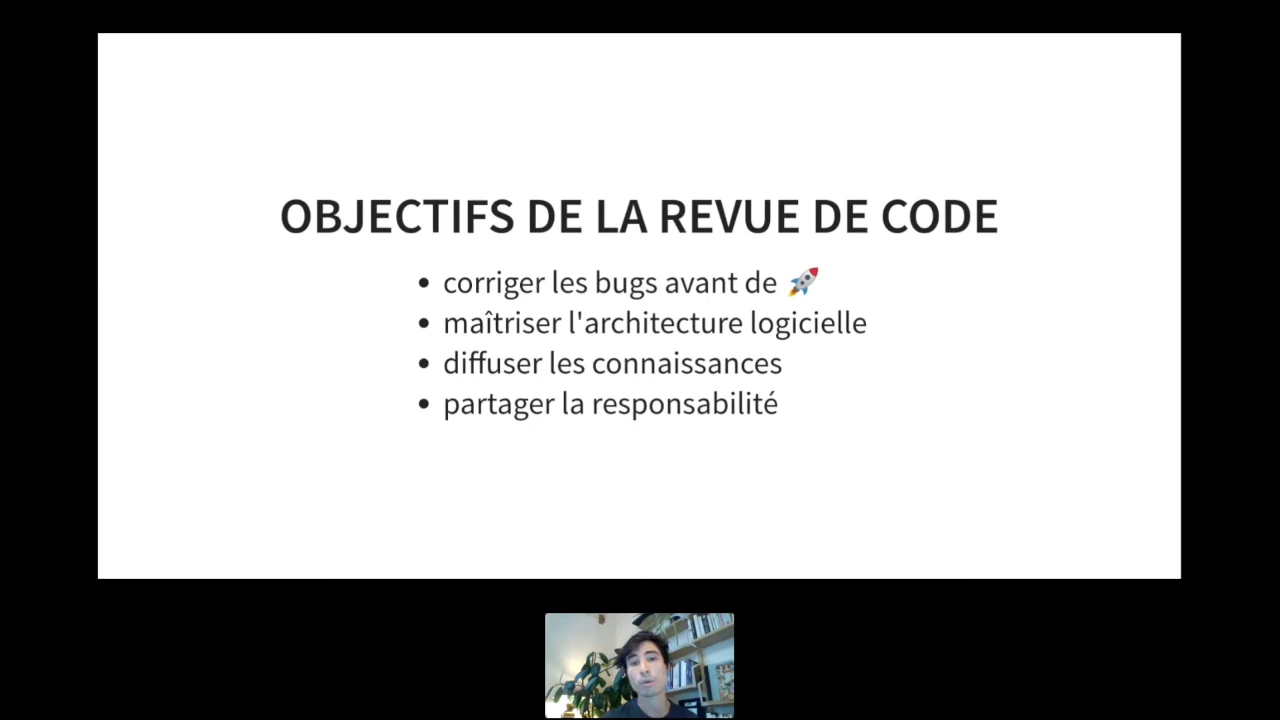 OBJECTIFS DE LA REVUE DE CODE
• corriger les bugs avant de 🚀
• maîtriser l'architecture logicielle
• diffuser les connaissances
• partager la responsabilité